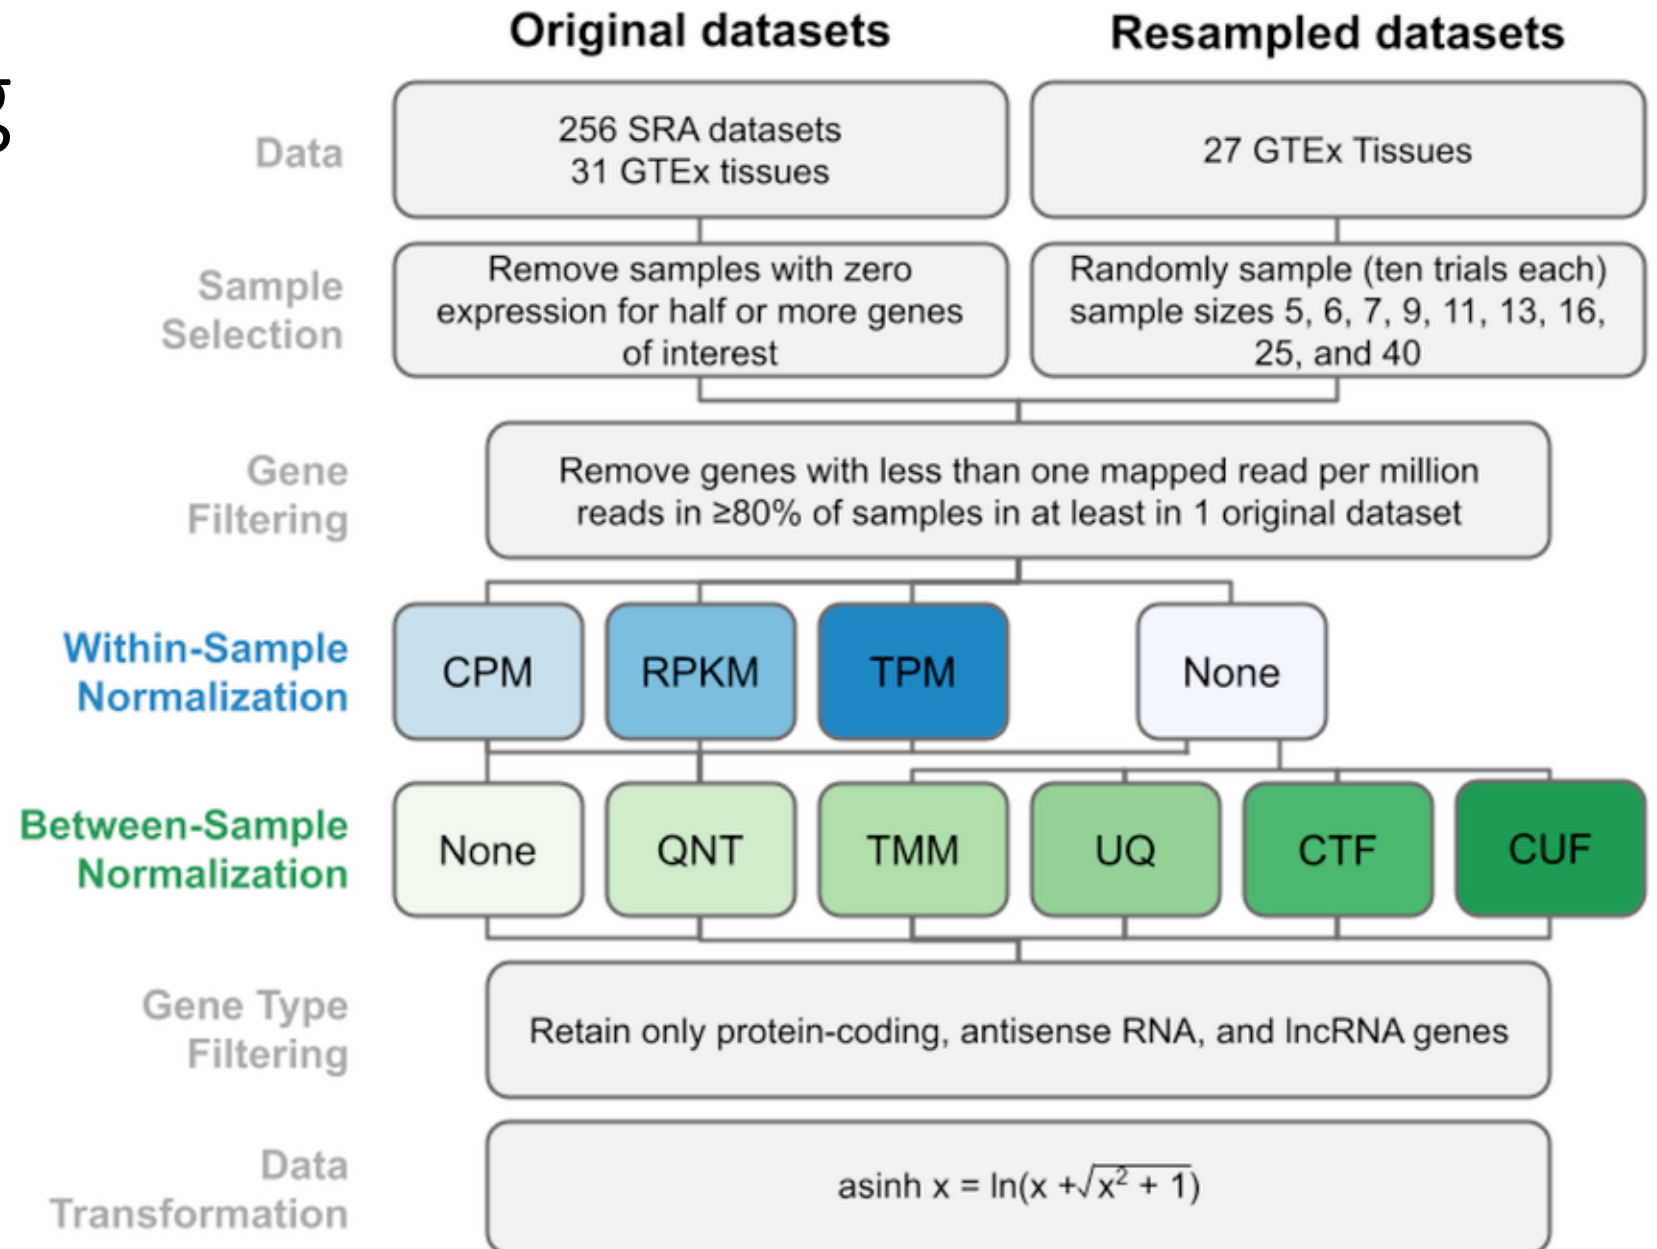 g
Original datasets
Resampled datasets
Data
256 SRA datasets
31 GTEx tissues
27 GTEx Tissues
Sample
Selection
Remove samples with zero
expression for half or more genes
of interest
Randomly sample (ten trials each)
sample sizes 5, 6, 7, 9, 11, 13, 16,
25, and 40
Gene
Filtering
Remove genes with less than one mapped read per million
reads in ≥80% of samples in at least in 1 original dataset
Within-Sample
Normalization
CPM
RPKM
TPM
None
Between-Sample
Normalization
None
QNT
TMM
UQ
CTF
CUF
Gene Type
Filtering
Retain only protein-coding, antisense RNA, and lncRNA genes
Data
Transformation
asinh x = ln(x +√x² + 1)